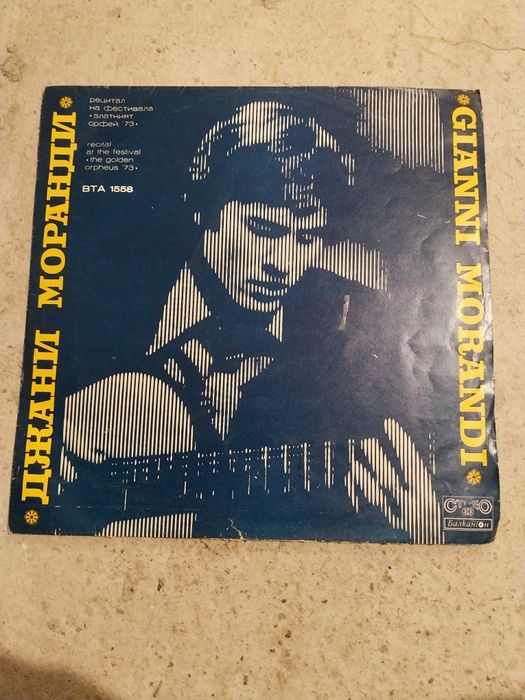 рецитал
на фестивала
• златният
орфей '73 •
recital
at the festival
• the golden
orpheus '73 •
ВТА 1558
ДЖАНИ МОРАНДИ
GIANNI MORANDI
СТЕРЕО
Балкантон